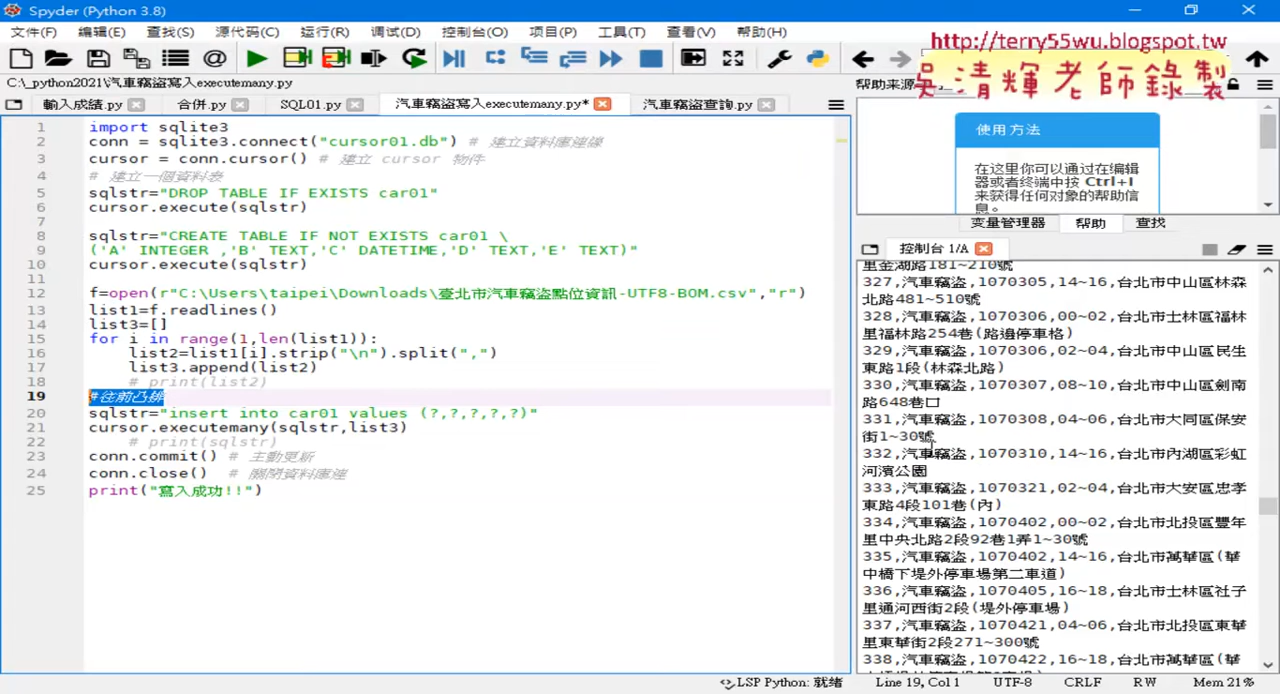 Spyder (Python 3.8)
文件(F) 编辑(E) 查找(S) 源代码(C) 运行(R) 调试(D) 控制台(O) 项目(P) 工具(T) 查看(V) 帮助(H)
http://terry55wu.blogspot.tw
吳清輝老師錄製
C:\_python2021\汽車竊盜寫入executemany.py
帮助来源
輸入成績.py
合併.py
SQL01.py
汽車竊盜寫入executemany.py*
汽車竊盜查詢.py
1 import sqlite3
2 conn = sqlite3.connect("cursor01.db") # 建立資料庫連線
3 cursor = conn.cursor() # 建立 cursor 物件
4 # 建立一個資料表
5 sqlstr="DROP TABLE IF EXISTS car01"
6 cursor.execute(sqlstr)
7
8 sqlstr="CREATE TABLE IF NOT EXISTS car01 \
9 ('A' INTEGER ,'B' TEXT,'C' DATETIME,'D' TEXT,'E' TEXT)"
10 cursor.execute(sqlstr)
11
12 f=open(r"C:\Users\taipei\Downloads\臺北市汽車竊盜點位資訊-UTF8-BOM.csv","r")
13 list1=f.readlines()
14 list3=[]
15 for i in range(1,len(list1)):
16 list2=list1[i].strip("\n").split(",")
17 list3.append(list2)
18 # print(list2)
19 #往前凸排
20 sqlstr="insert into car01 values (?,?,?,?,?)"
21 cursor.executemany(sqlstr,list3)
22 # print(sqlstr)
23 conn.commit() # 主動更新
24 conn.close() # 關閉資料庫連
25 print("寫入成功!!")
使用方法
在这里你可以通过在编辑
器或者终端中按 Ctrl+I
来获得任何对象的帮助信
息。
变量管理器 帮助 查找
控制台 1/A
里金湖路181~210號
327,汽車竊盜,1070305,14~16,台北市中山區林森
北路481~510號
328,汽車竊盜,1070306,00~02,台北市士林區福林
里福林路254巷(路邊停車格)
329,汽車竊盜,1070306,02~04,台北市中山區民生
東路1段(林森北路)
330,汽車竊盜,1070307,08~10,台北市中山區劍南
路648巷口
331,汽車竊盜,1070308,04~06,台北市大同區保安
街1~30號
332,汽車竊盜,1070310,14~16,台北市內湖區彩虹
河濱公園
333,汽車竊盜,1070321,02~04,台北市大安區忠孝
東路4段101巷(內)
334,汽車竊盜,1070402,00~02,台北市北投區豐年
里中央北路2段92巷1弄1~30號
335,汽車竊盜,1070402,14~16,台北市萬華區(華
中橋下堤外停車場第二車道)
336,汽車竊盜,1070405,16~18,台北市士林區社子
里通河西街2段(堤外停車場)
337,汽車竊盜,1070421,04~06,台北市北投區東華
里東華街2段271~300號
338,汽車竊盜,1070422,16~18,台北市萬華區(華
LSP Python: 就绪 Line 19, Col 1 UTF-8 CRLF RW Mem 21%